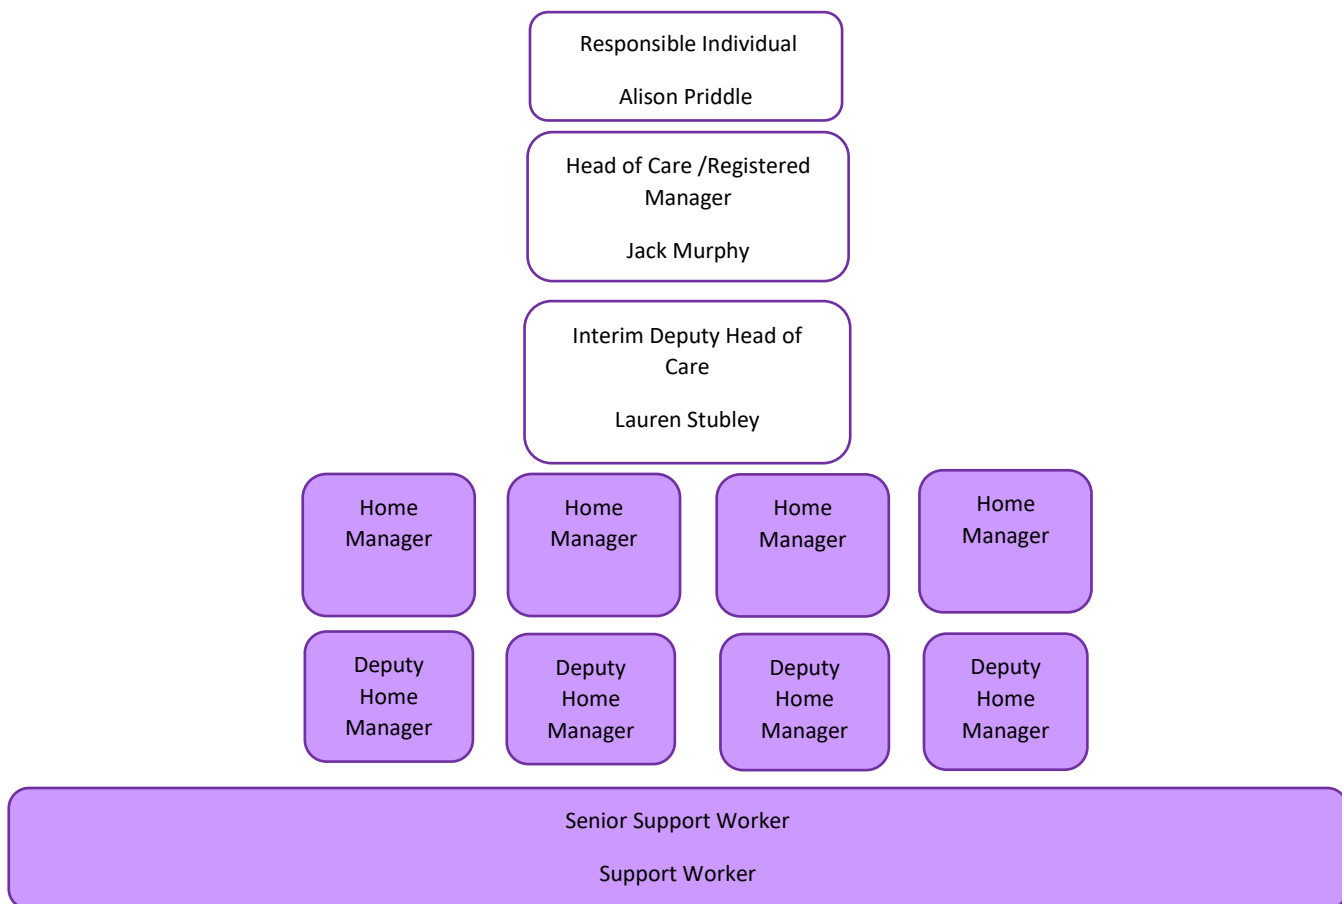 Responsible Individual
Alison Priddle
Head of Care /Registered
Manager
Jack Murphy
Interim Deputy Head of
Care
Lauren Stubley
Home
Manager
Home
Manager
Home
Manager
Home
Manager
Deputy
Home
Manager
Deputy
Home
Manager
Deputy
Home
Manager
Deputy
Home
Manager
Senior Support Worker
Support Worker